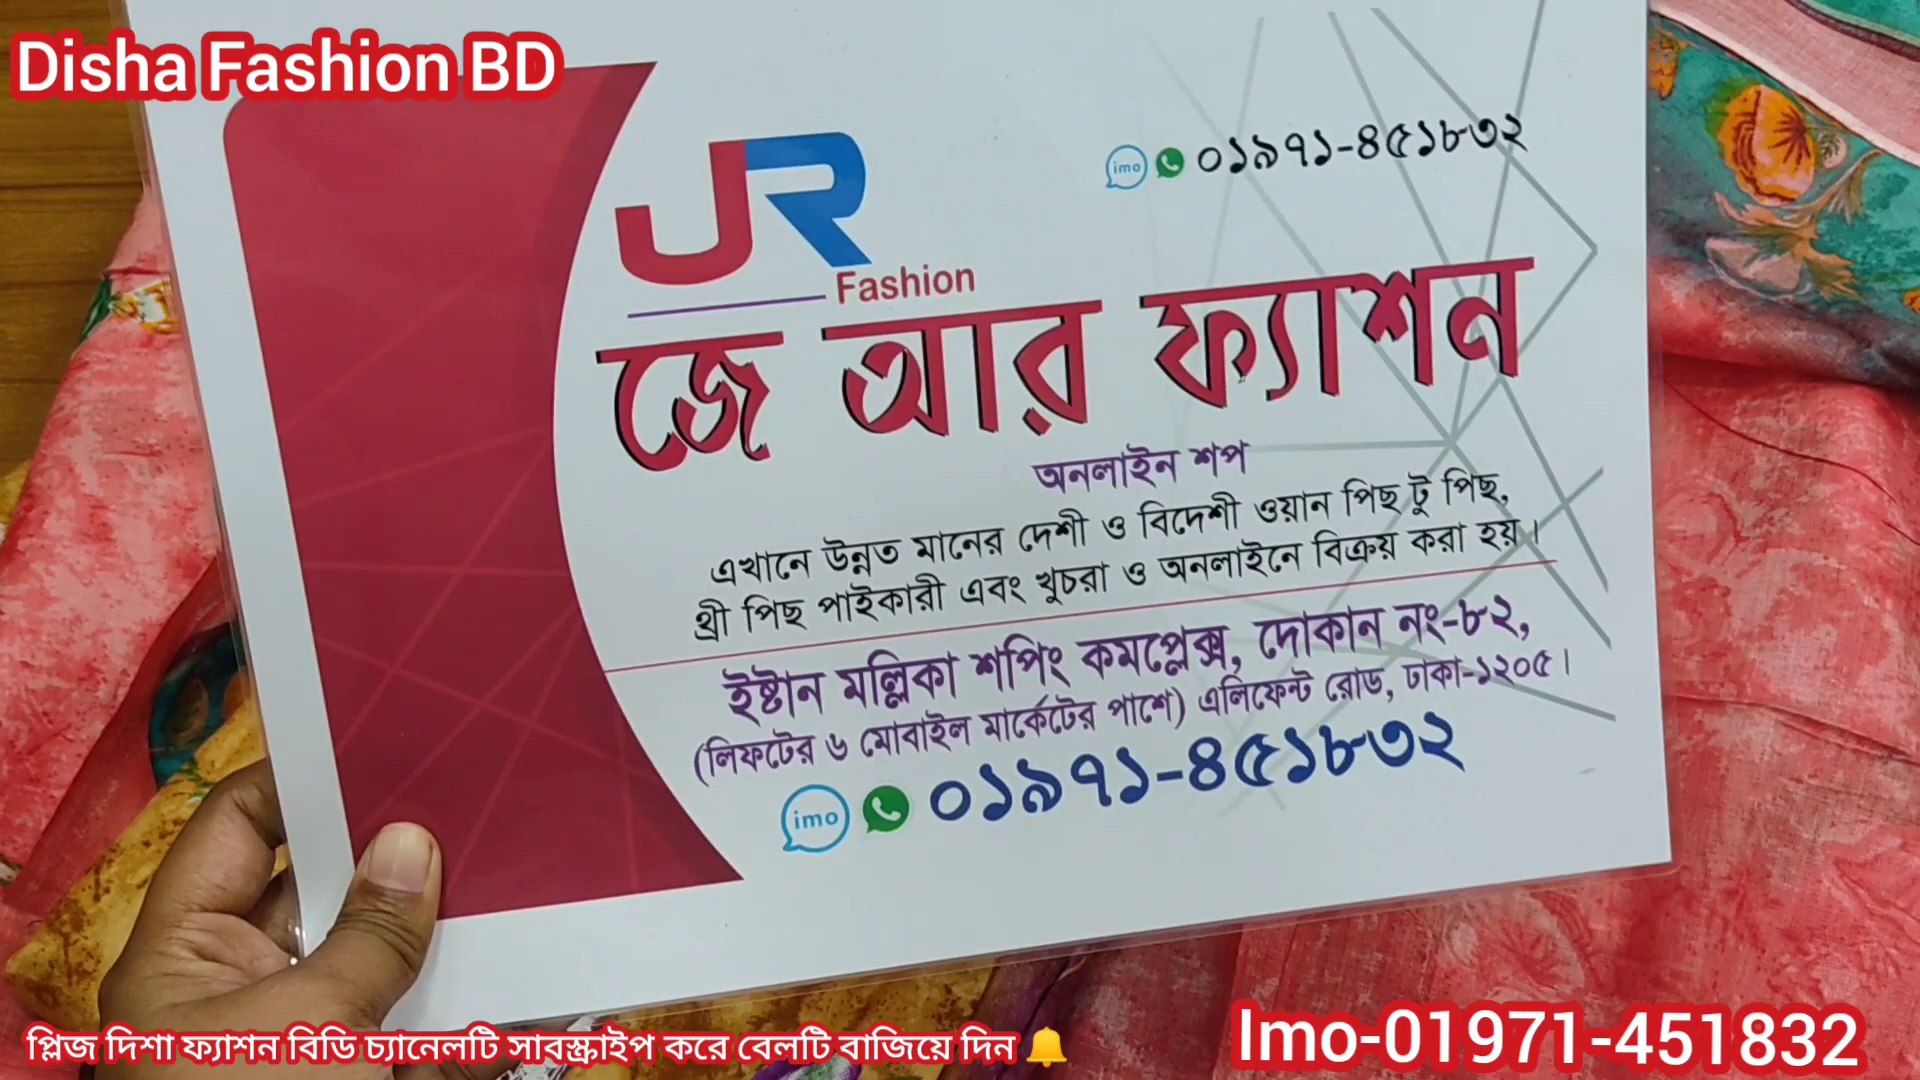 Disha Fashion BD
imo ০১৯৭১-৪৫১৮৩২
JR
Fashion
জে আর ফ্যাশন
অনলাইন শপ
এখানে উন্নত মানের দেশী ও বিদেশী ওয়ান পিছ টু পিছ,
থ্রী পিছ পাইকারী এবং খুচরা ও অনলাইনে বিক্রয় করা হয়।
ইষ্টান মল্লিকা শপিং কমপ্লেক্স, দোকান নং-৮২,
(লিফটের ৬ মোবাইল মার্কেটের পাশে) এলিফেন্ট রোড, ঢাকা-১২০৫।
imo ০১৯৭১-৪৫১৮৩২
প্লিজ দিশা ফ্যাশন বিডি চ্যানেলটি সাবস্ক্রাইপ করে বেলটি বাজিয়ে দিন 🔔
Imo-01971-451832